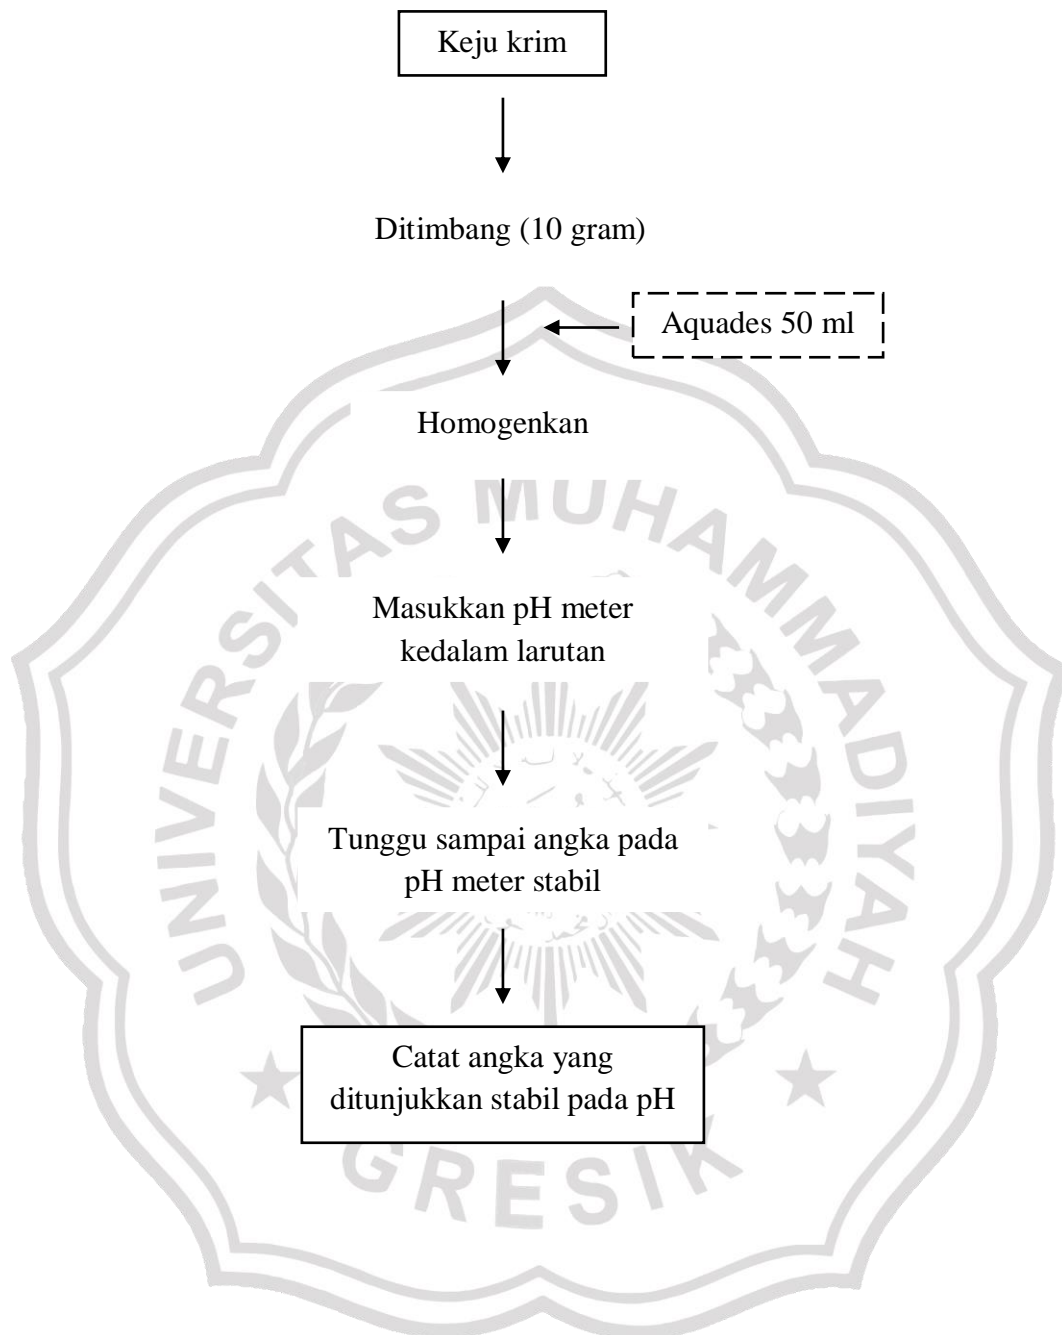 Keju krim
Ditimbang (10 gram)
Aquades 50 ml
Homogenkan
Masukkan pH meter
kedalam larutan
Tunggu sampai angka pada
pH meter stabil
Catat angka yang
ditunjukkan stabil pada pH
UNIVERSITAS MUHAMMADIYAH
GRESIK